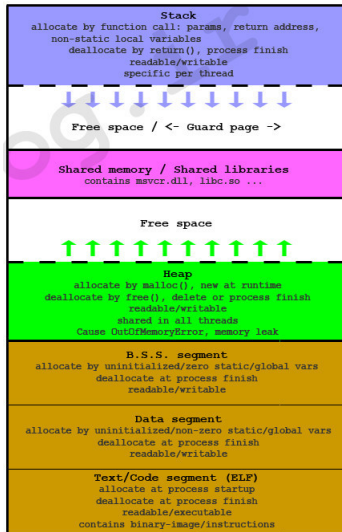 Stack
allocate by function call: params, return address,
non-static local variables
deallocate by return(), process finish
readable/writable
specific per thread
Free space / <- Guard page ->
Shared memory / Shared libraries
contains msvcr.dll, libc.so ...
Free space
Heap
allocate by malloc(), new at runtime
deallocate by free(), delete or process finish
readable/writable
shared in all threads
Cause OutOfMemoryError, memory leak
B.S.S. segment
allocate by uninitialized/zero static/global vars
deallocate at process finish
readable/writable
Data segment
allocate by uninitialized/non-zero static/global vars
deallocate at process finish
readable/writable
Text/Code segment (ELF)
allocate at process startup
deallocate at process finish
readable/executable
contains binary-image/instructions